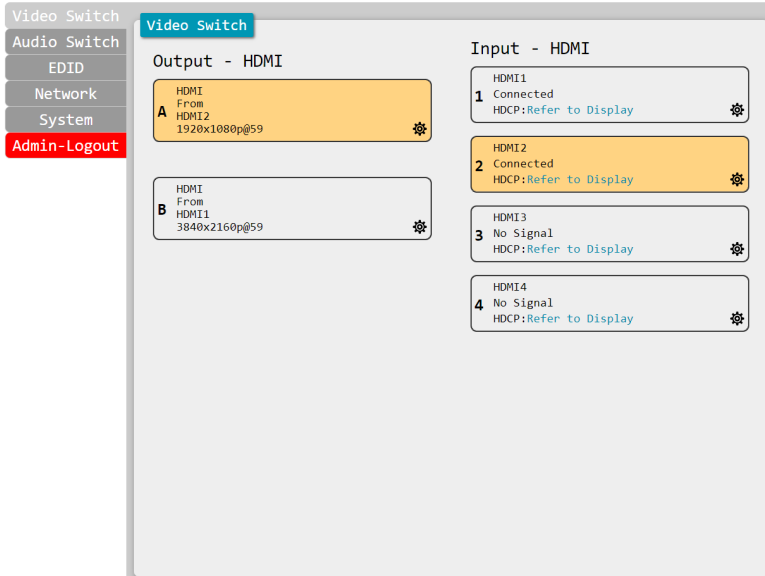 Video Switch
Audio Switch
EDID
Network
System
Admin-Logout
Video Switch
Output - HDMI
A
HDMI
From
HDMI2
1920x1080p@59
B
HDMI
From
HDMI1
3840x2160p@59
Input - HDMI
1
HDMI1
Connected
HDCP:Refer to Display
2
HDMI2
Connected
HDCP:Refer to Display
3
HDMI3
No Signal
HDCP:Refer to Display
4
HDMI4
No Signal
HDCP:Refer to Display